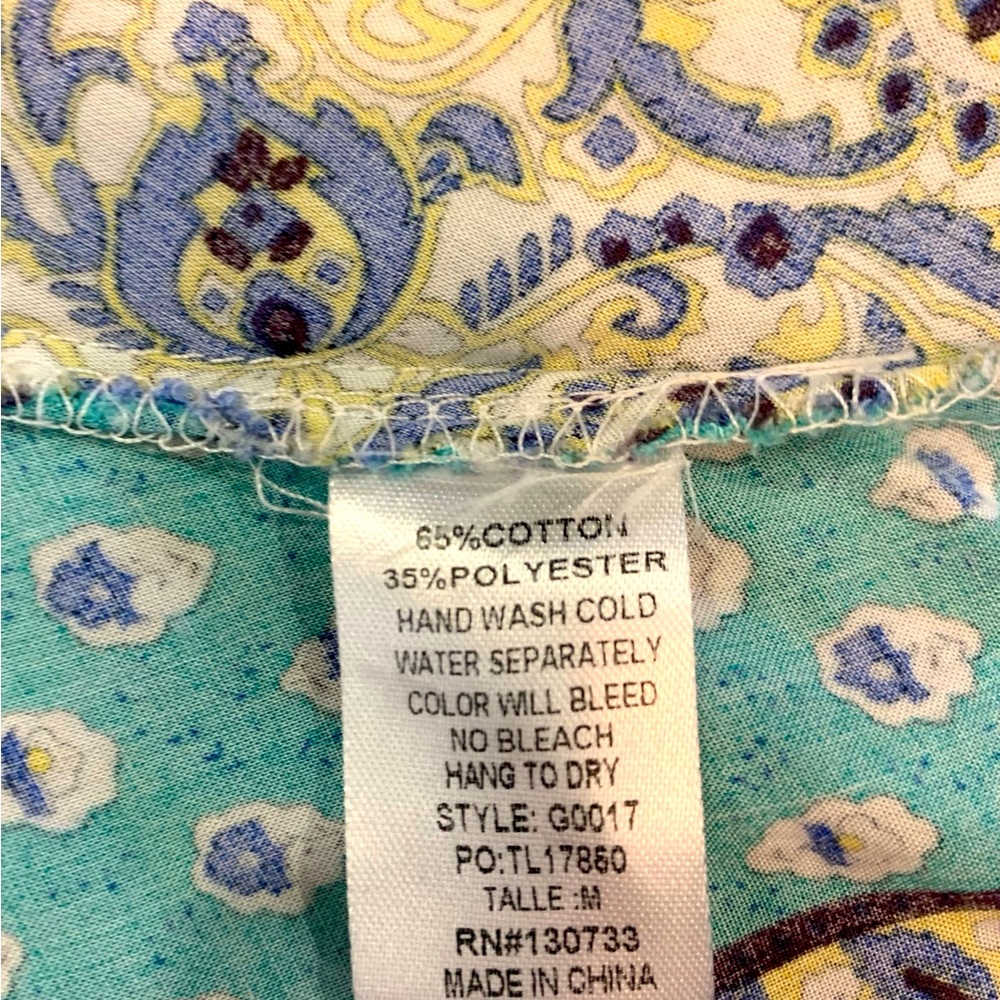 65%COTTON
35%POLYESTER
HAND WASH COLD
WATER SEPARATELY
COLOR WILL BLEED
NO BLEACH
HANG TO DRY
STYLE: G0017
PO:TL17860
TALLE :M
RN#130733
MADE IN CHINA